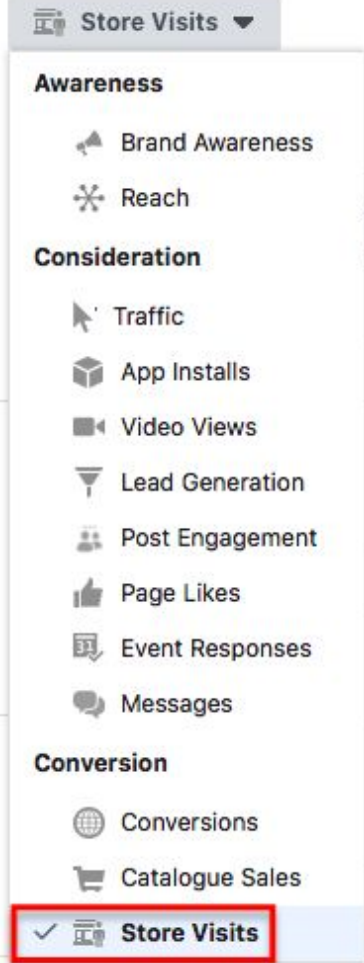 Store Visits
Awareness
Brand Awareness
Reach
Consideration
Traffic
App Installs
Video Views
Lead Generation
Post Engagement
Page Likes
31
Event Responses
Messages
Conversion
Conversions
Catalogue Sales
Store Visits